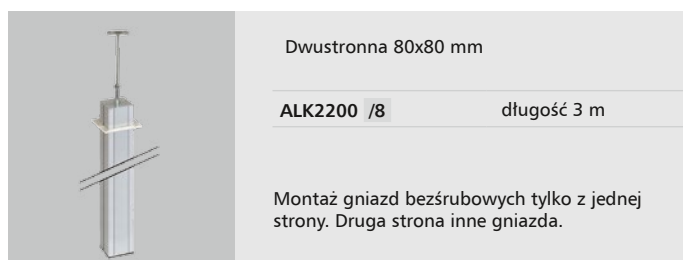 Dwustronna 80x80 mm
ALK2200 /8 długość 3 m
Montaż gniazd bezśrubowych tylko z jednej
strony. Druga strona inne gniazda.